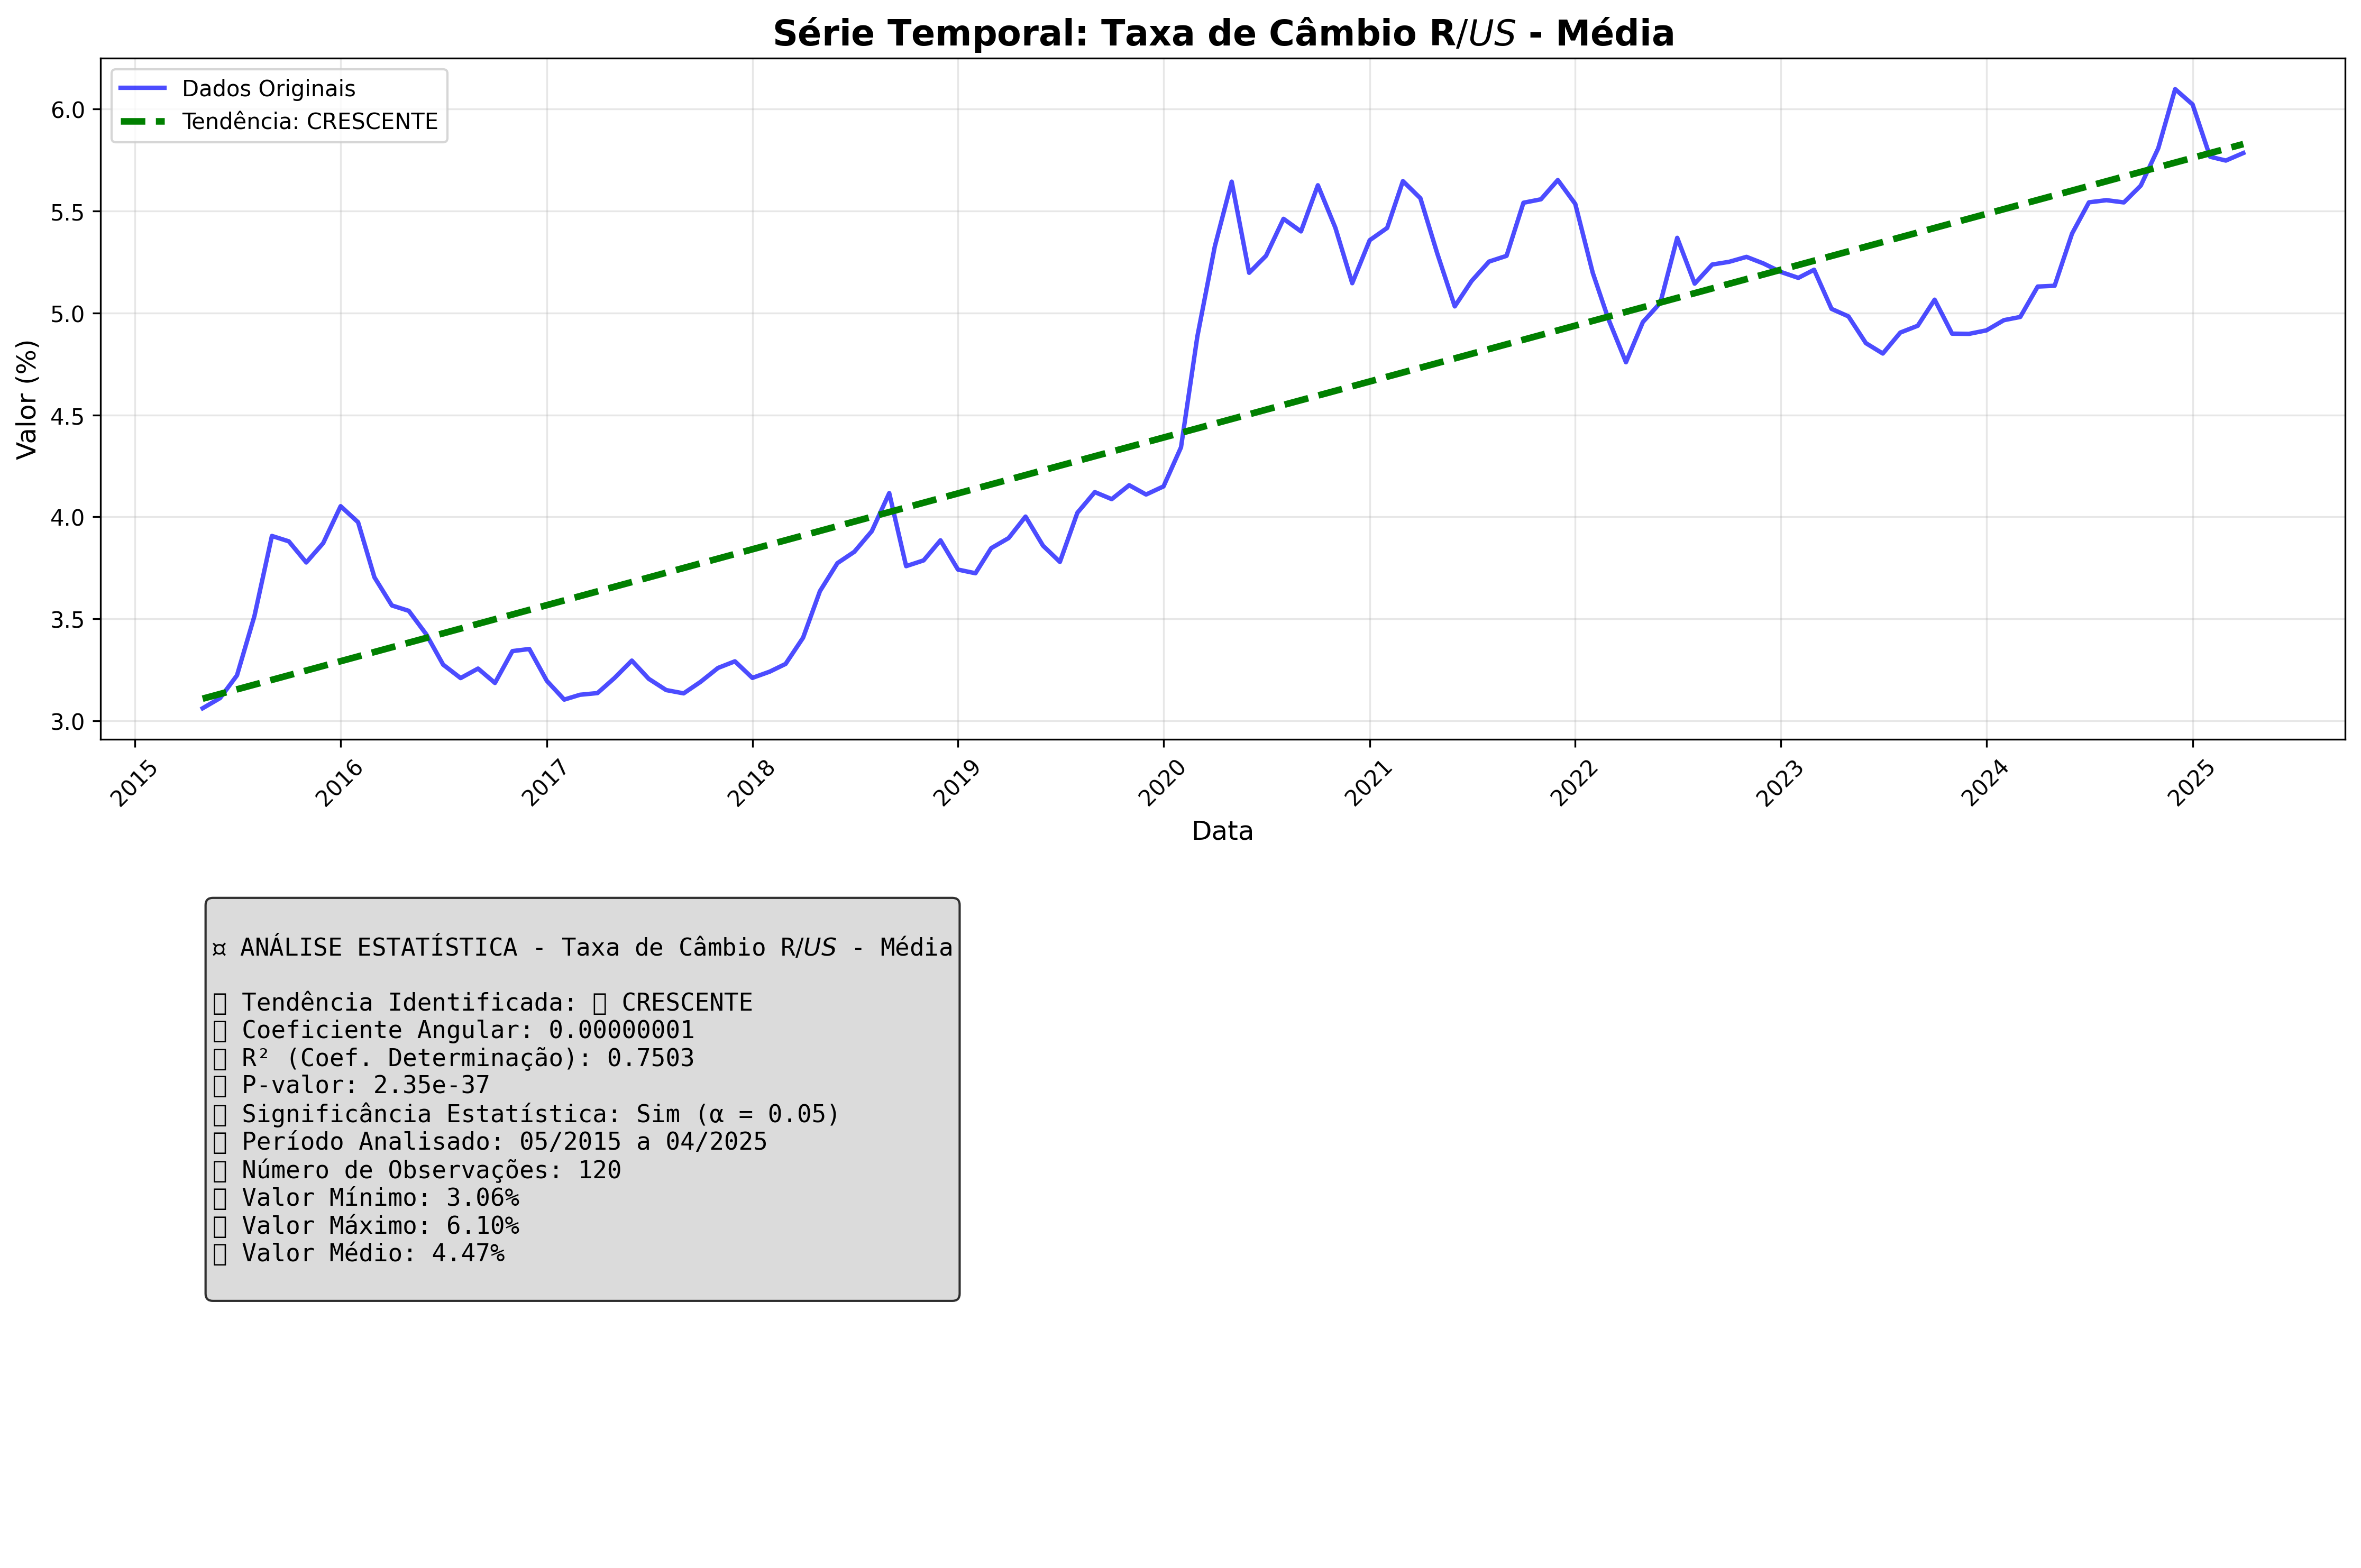 Série Temporal: Taxa de Câmbio R/US - Média
Dados Originais
Tendência: CRESCENTE
Valor (%)
6.0
5.5
5.0
4.5
4.0
3.5
3.0
2015
2016
2017
2018
2019
2020
2021
2022
2023
2024
2025
Data
¤ ANÁLISE ESTATÍSTICA - Taxa de Câmbio R/US - Média
▯ Tendência Identificada: ▯ CRESCENTE
▯ Coeficiente Angular: 0.00000001
▯ R² (Coef. Determinação): 0.7503
▯ P-valor: 2.35e-37
▯ Significância Estatística: Sim (α = 0.05)
▯ Período Analisado: 05/2015 a 04/2025
▯ Número de Observações: 120
▯ Valor Mínimo: 3.06%
▯ Valor Máximo: 6.10%
▯ Valor Médio: 4.47%